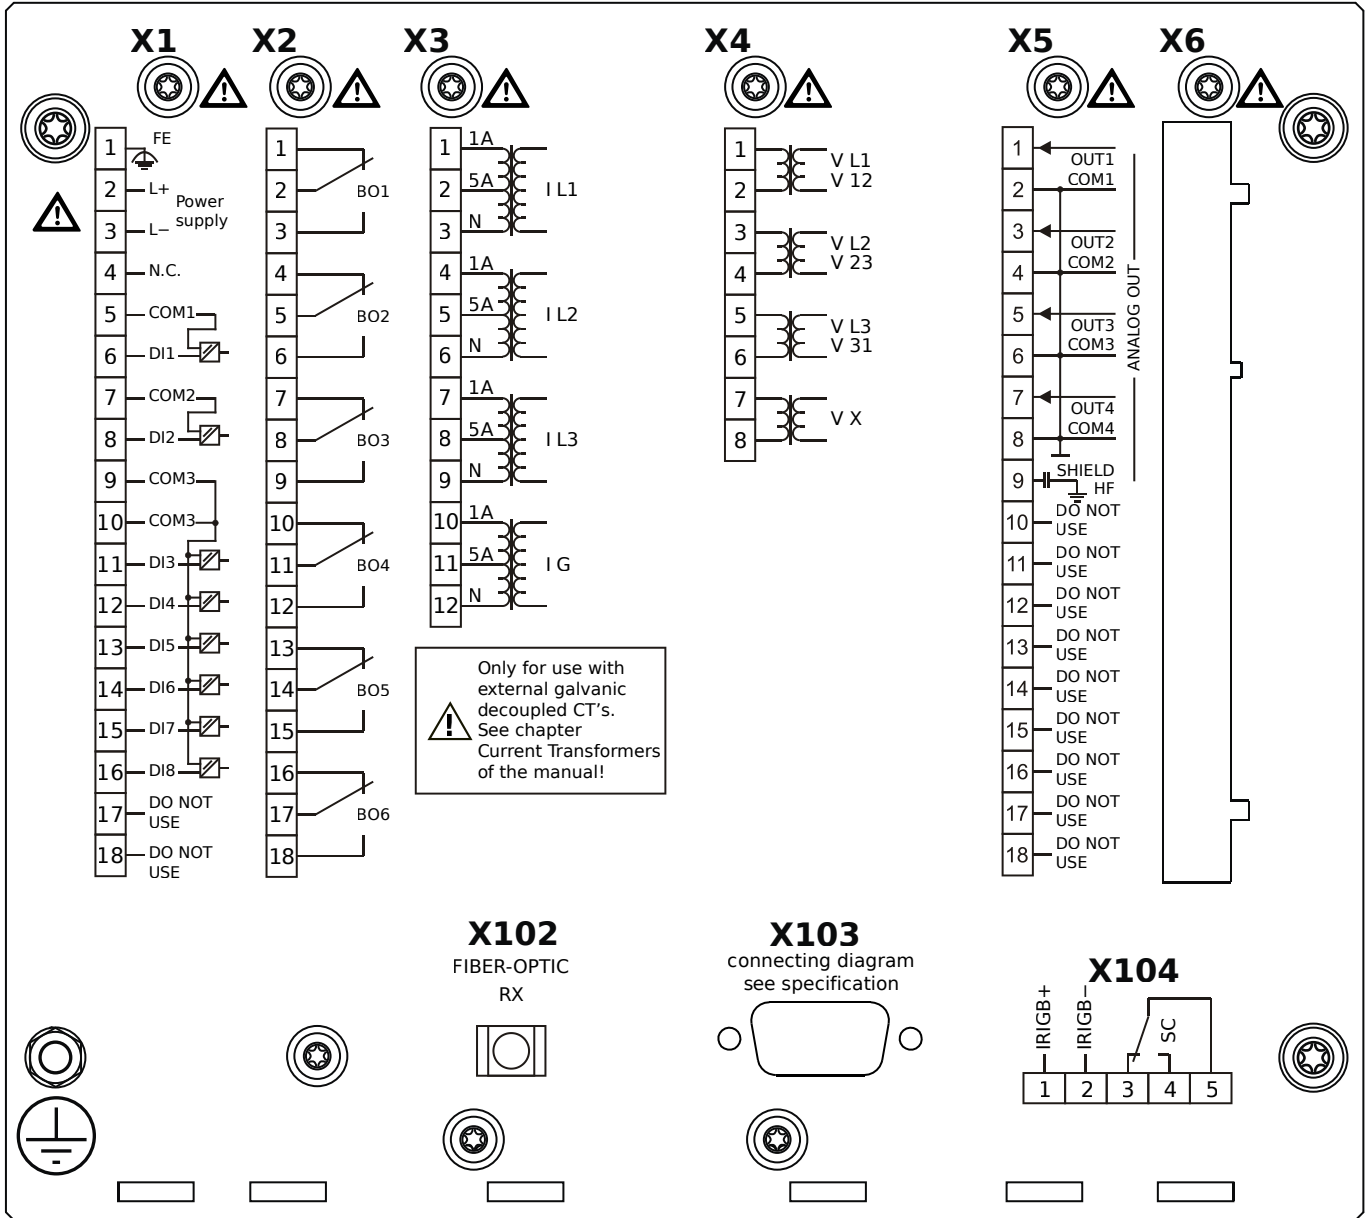 X1 X2 X3 X4 X5 X6
1 FE
2 L+
Power
supply
3 L−
4 N.C.
5 COM1
6 DI1
7 COM2
8 DI2
9 COM3
10 COM3
11 DI3
12 DI4
13 DI5
14 DI6
15 DI7
16 DI8
17 DO NOT
USE
18 DO NOT
USE
1
2 BO1
3
4
5 BO2
6
7
8 BO3
9
10
11 BO4
12
13
14 BO5
15
16
17 BO6
18
1 1A
2 5A I L1
3 N
4 1A
5 5A I L2
6 N
7 1A
8 5A I L3
9 N
10 1A
11 5A I G
12 N
Only for use with
external galvanic
decoupled CT's.
See chapter
Current Transformers
of the manual!
1 V L1
2 V 12
3 V L2
4 V 23
5 V L3
6 V 31
7 V X
8
1 OUT1
2 COM1
3 OUT2
4 COM2
5 OUT3
6 COM3
7 OUT4
8 COM4
ANALOG OUT
9 SHIELD
HF
10 DO NOT
USE
11 DO NOT
USE
12 DO NOT
USE
13 DO NOT
USE
14 DO NOT
USE
15 DO NOT
USE
16 DO NOT
USE
17 DO NOT
USE
18 DO NOT
USE
X102
FIBER-OPTIC
RX
X103
connecting diagram
see specification
X104
IRIGB+ IRIGB− SC
1 2 3 4 5